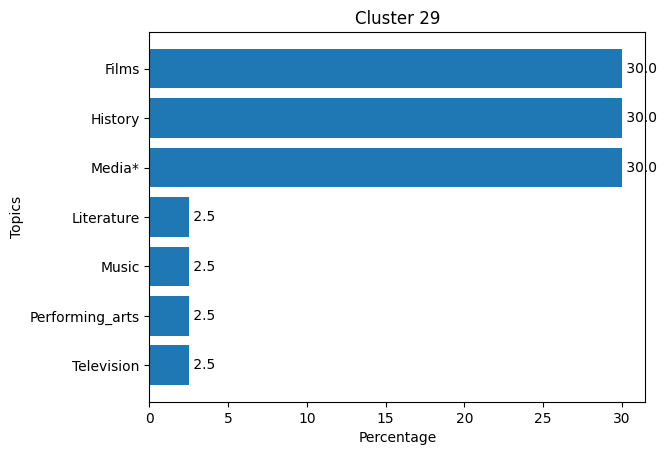 Cluster 29
Topics
Films 30.0
History 30.0
Media* 30.0
Literature 2.5
Music 2.5
Performing_arts 2.5
Television 2.5
0 5 10 15 20 25 30
Percentage